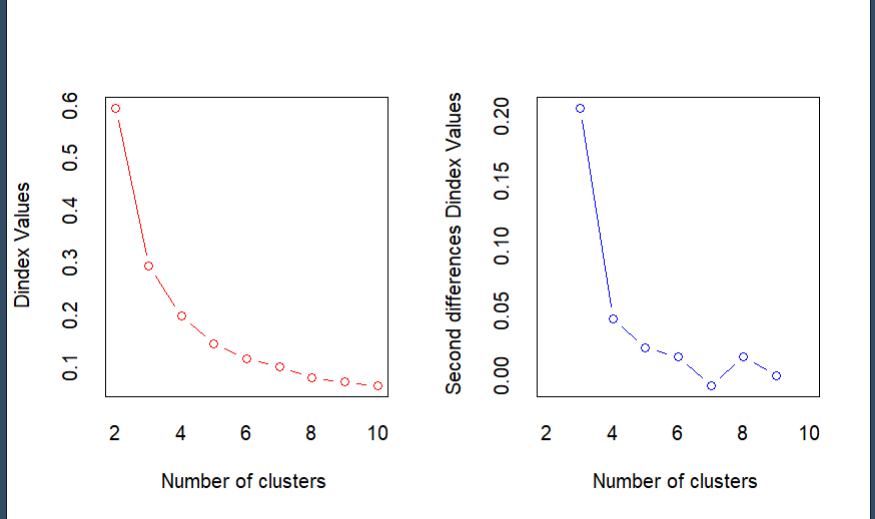 Dindex Values
0.6
0.5
0.4
0.3
0.2
0.1
2 4 6 8 10
Number of clusters
Second differences Dindex Values
0.20
0.15
0.10
0.05
0.00
2 4 6 8 10
Number of clusters